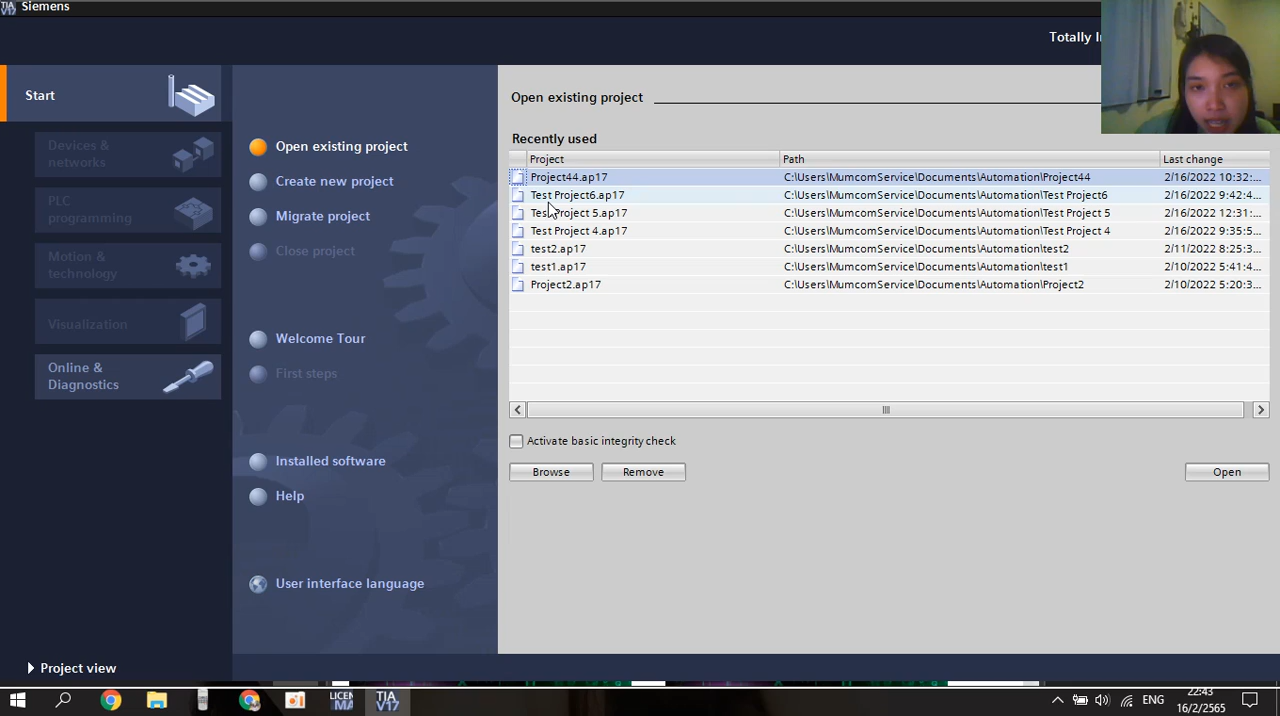 TIA
V17
Siemens
Totally In
Start
Devices &
networks
PLC
programming
Motion &
technology
Visualization
Online &
Diagnostics
Project view
Open existing project
Create new project
Migrate project
Close project
Welcome Tour
First steps
Installed software
Help
User interface language
Open existing project
Recently used
Project Path Last change
Project44.ap17 C:\Users\MumcomService\Documents\Automation\Project44 2/16/2022 10:32:...
Test Project6.ap17 C:\Users\MumcomService\Documents\Automation\Test Project6 2/16/2022 9:42:4...
Test Project 5.ap17 C:\Users\MumcomService\Documents\Automation\Test Project 5 2/16/2022 12:31:...
Test Project 4.ap17 C:\Users\MumcomService\Documents\Automation\Test Project 4 2/16/2022 9:35:5...
test2.ap17 C:\Users\MumcomService\Documents\Automation\test2 2/11/2022 8:25:3...
test1.ap17 C:\Users\MumcomService\Documents\Automation\test1 2/10/2022 5:41:4...
Project2.ap17 C:\Users\MumcomService\Documents\Automation\Project2 2/10/2022 5:20:3...
Activate basic integrity check
Browse Remove Open
LICEN
MA
TIA
V17
ENG
22:43
16/2/2565